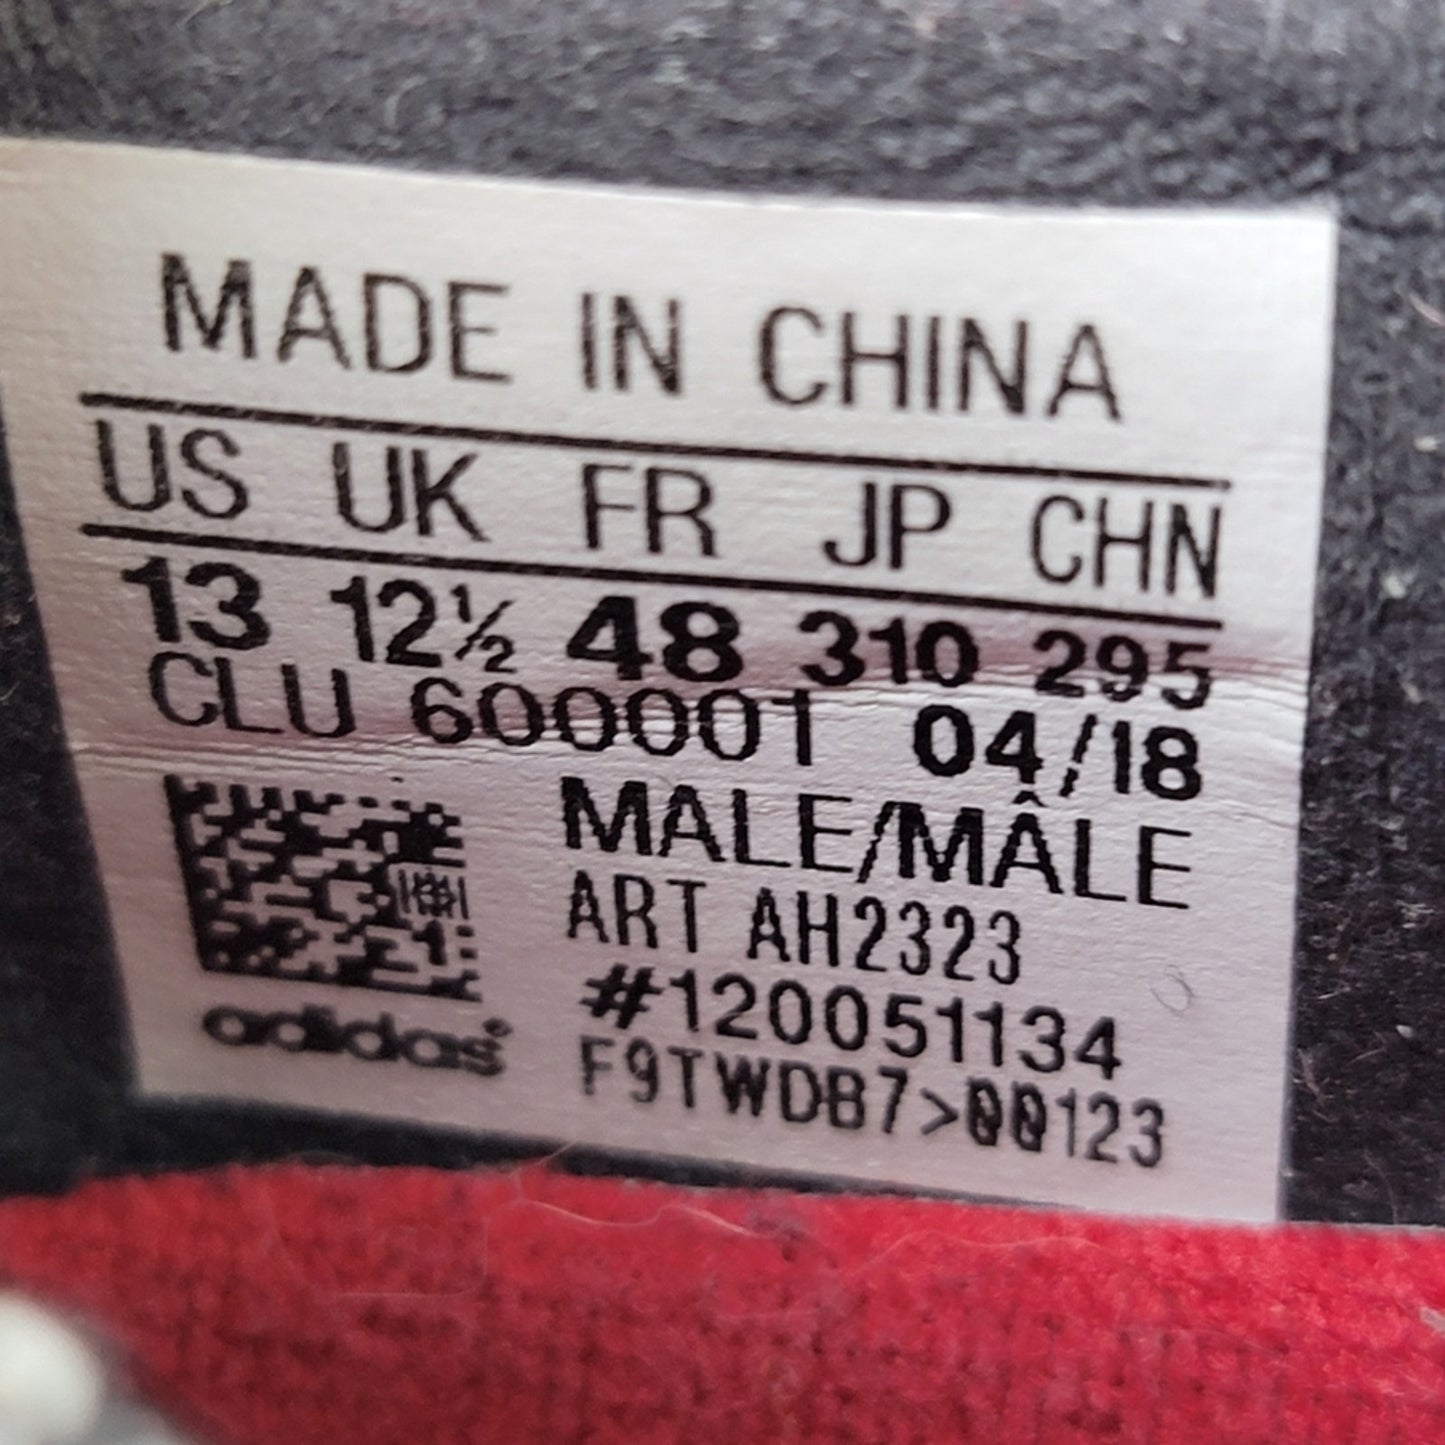 MADE IN CHINA
US UK FR JP CHN
13 12½ 48 310 295
CLU 600001 04/18
MALE/MÂLE
ART AH2323
#120051134
adidas®
F9TWDB7>00123